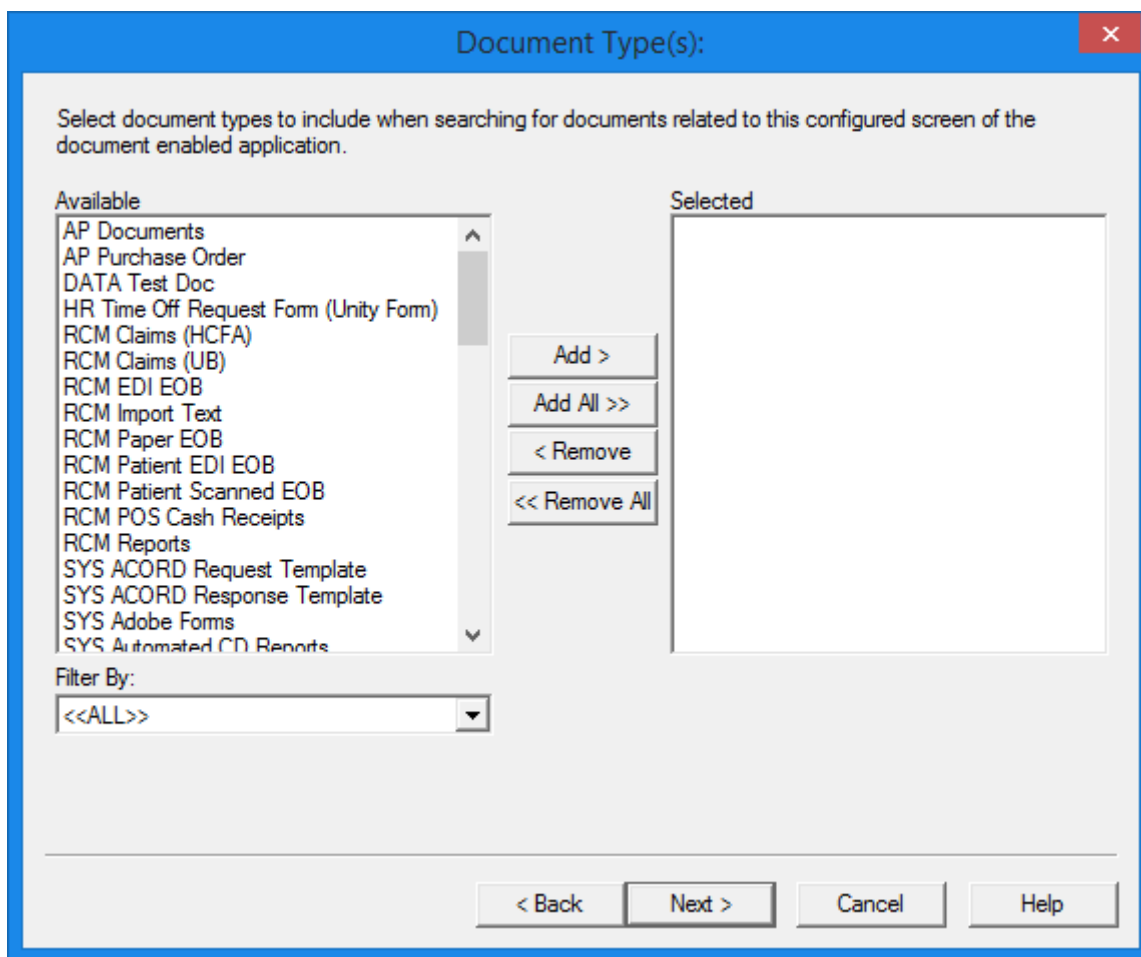 Document Type(s):
Select document types to include when searching for documents related to this configured screen of the
document enabled application.
Available
AP Documents
AP Purchase Order
DATA Test Doc
HR Time Off Request Form (Unity Form)
RCM Claims (HCFA)
RCM Claims (UB)
RCM EDI EOB
RCM Import Text
RCM Paper EOB
RCM Patient EDI EOB
RCM Patient Scanned EOB
RCM POS Cash Receipts
RCM Reports
SYS ACORD Request Template
SYS ACORD Response Template
SYS Adobe Forms
SYS Automated CD Reports
Filter By:
<<ALL>>
Add >
Add All >>
< Remove
<< Remove All
Selected
< Back
Next >
Cancel
Help